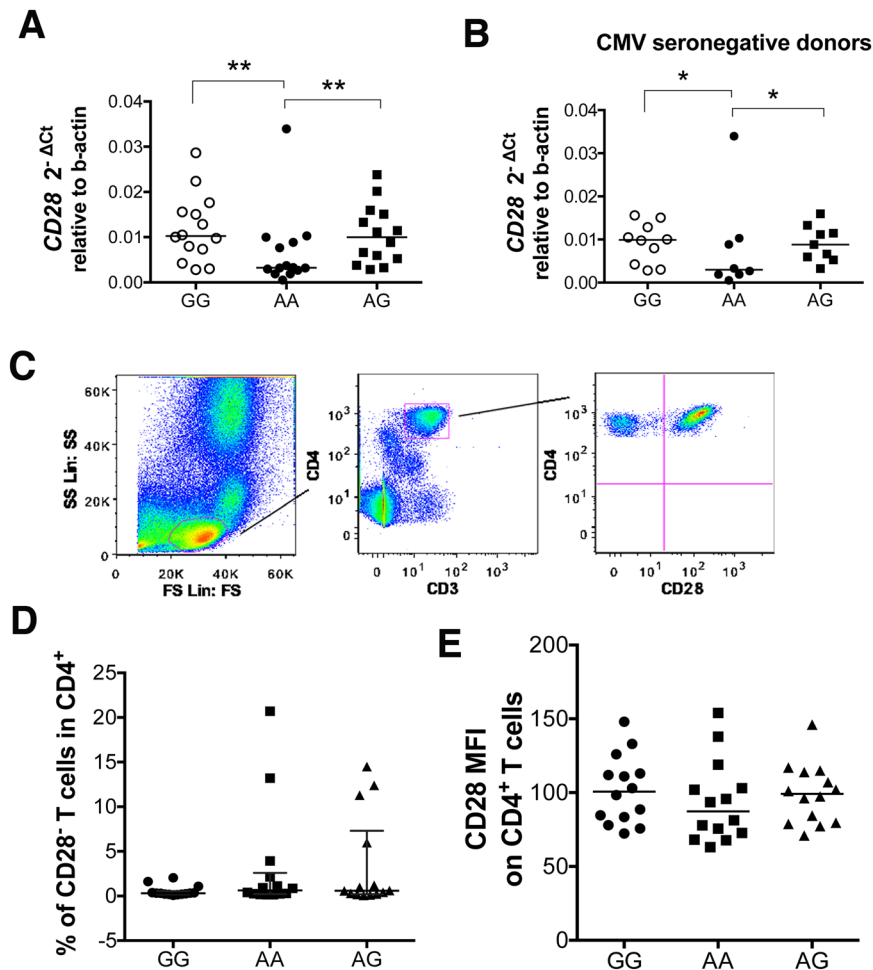 A
**
**
CD28 2^-ΔCt
relative to b-actin
0.04
0.03
0.02
0.01
0.00
GG
AA
AG
B
CMV seronegative donors
*
*
CD28 2^-ΔCt
relative to b-actin
0.04
0.03
0.02
0.01
0.00
GG
AA
AG
C
SS Lin: SS
60K
40K
20K
0
0
20K
40K
60K
FS Lin: FS
CD4
10³
10¹
0
0
10¹
10²
10³
CD3
CD4
10³
10¹
0
0
10¹
10²
10³
CD28
D
% of CD28⁻ T cells in CD4⁺
25
20
15
10
5
0
-5
GG
AA
AG
E
CD28 MFI
on CD4⁺ T cells
200
150
100
50
0
GG
AA
AG